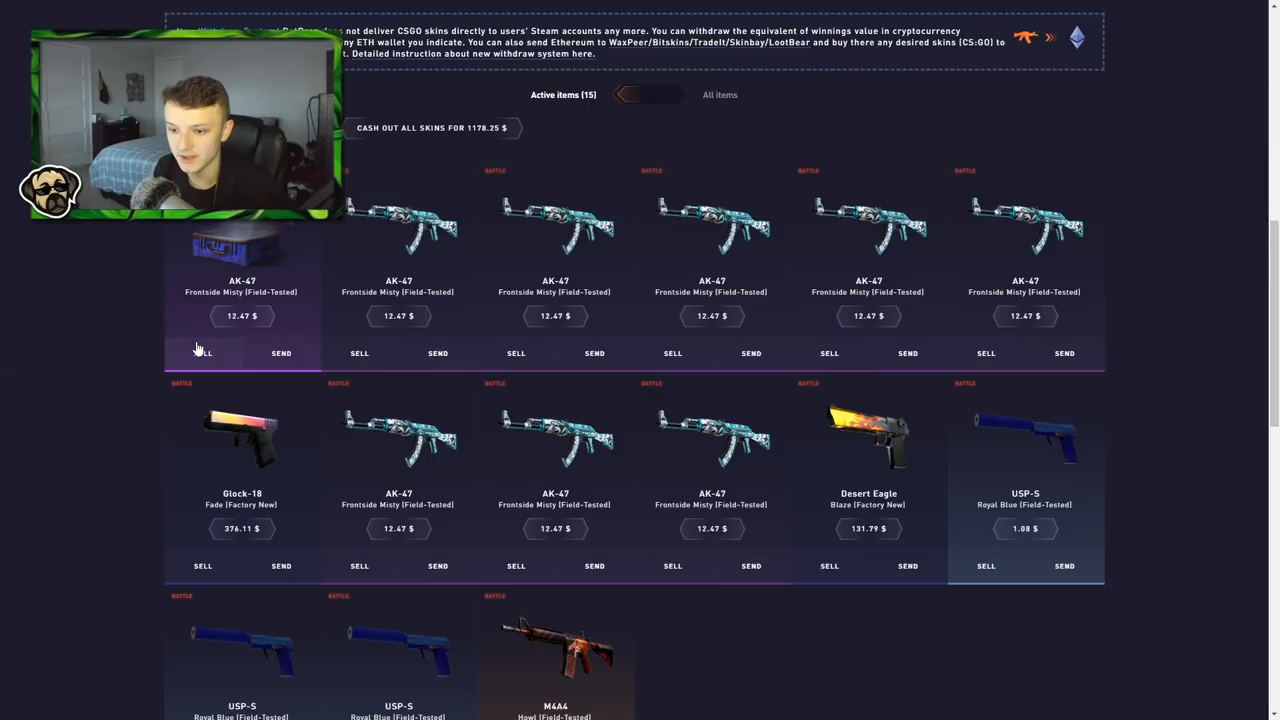 not deliver CSGO skins directly to users' Steam accounts any more. You can withdraw the equivalent of winnings value in cryptocurrency
ny ETH wallet you indicate. You can also send Ethereum to WaxPeer/Bitskins/TradeIt/Skinbay/LootBear and buy there any desired skins (CS:GO) to
Detailed instruction about new withdraw system here.
Active items (15)
All items
CASH OUT ALL SKINS FOR 1178.25 $
BATTLE BATTLE BATTLE BATTLE
AK-47 AK-47 AK-47 AK-47 AK-47 AK-47
Frontside Misty (Field-Tested) Frontside Misty (Field-Tested) Frontside Misty (Field-Tested) Frontside Misty (Field-Tested) Frontside Misty (Field-Tested) Frontside Misty (Field-Tested)
12.47 $ 12.47 $ 12.47 $ 12.47 $ 12.47 $ 12.47 $
LL SEND SELL SEND SELL SEND SELL SEND SELL SEND SELL SEND
BATTLE BATTLE BATTLE BATTLE BATTLE BATTLE
Glock-18 AK-47 AK-47 AK-47 Desert Eagle USP-S
Fade (Factory New) Frontside Misty (Field-Tested) Frontside Misty (Field-Tested) Frontside Misty (Field-Tested) Blaze (Factory New) Royal Blue (Field-Tested)
376.11 $ 12.47 $ 12.47 $ 12.47 $ 131.79 $ 1.08 $
SELL SEND SELL SEND SELL SEND SELL SEND SELL SEND SELL SEND
BATTLE BATTLE BATTLE
USP-S USP-S M4A4
Royal Blue (Field-Tested) Royal Blue (Field-Tested) Howl (Field-Tested)